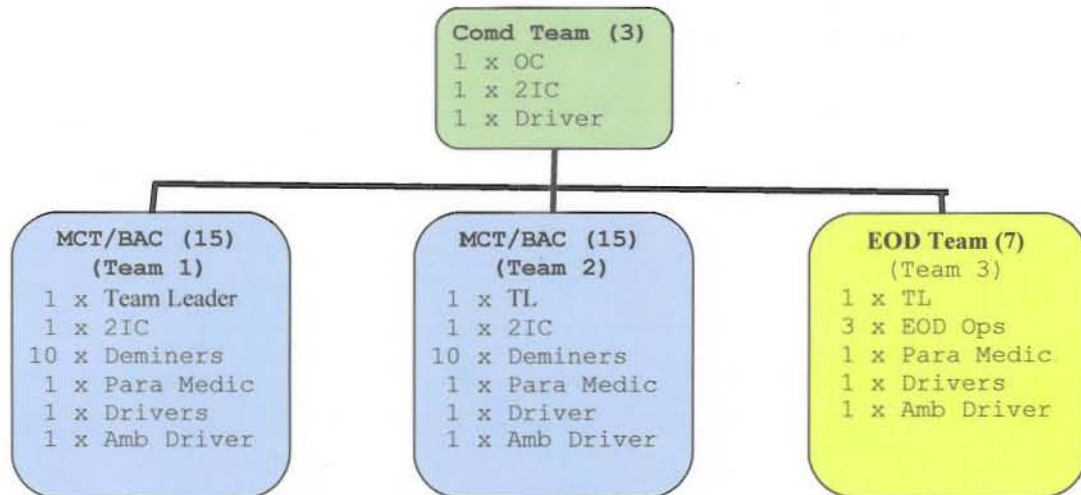 Comd Team (3)
1 x OC
1 x 2IC
1 x Driver
MCT/BAC (15)
(Team 1)
1 x Team Leader
1 x 2IC
10 x Deminers
1 x Para Medic
1 x Drivers
1 x Amb Driver
MCT/BAC (15)
(Team 2)
1 x TL
1 x 2IC
10 x Deminers
1 x Para Medic
1 x Driver
1 x Amb Driver
EOD Team (7)
(Team 3)
1 x TL
3 x EOD Ops
1 x Para Medic
1 x Drivers
1 x Amb Driver